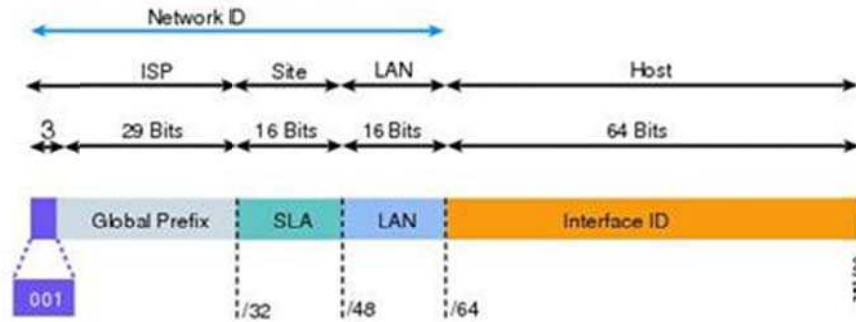 Network ID
ISP Site LAN Host
3 29 Bits 16 Bits 16 Bits 64 Bits
Global Prefix SLA LAN Interface ID
001
/32 /48 /64